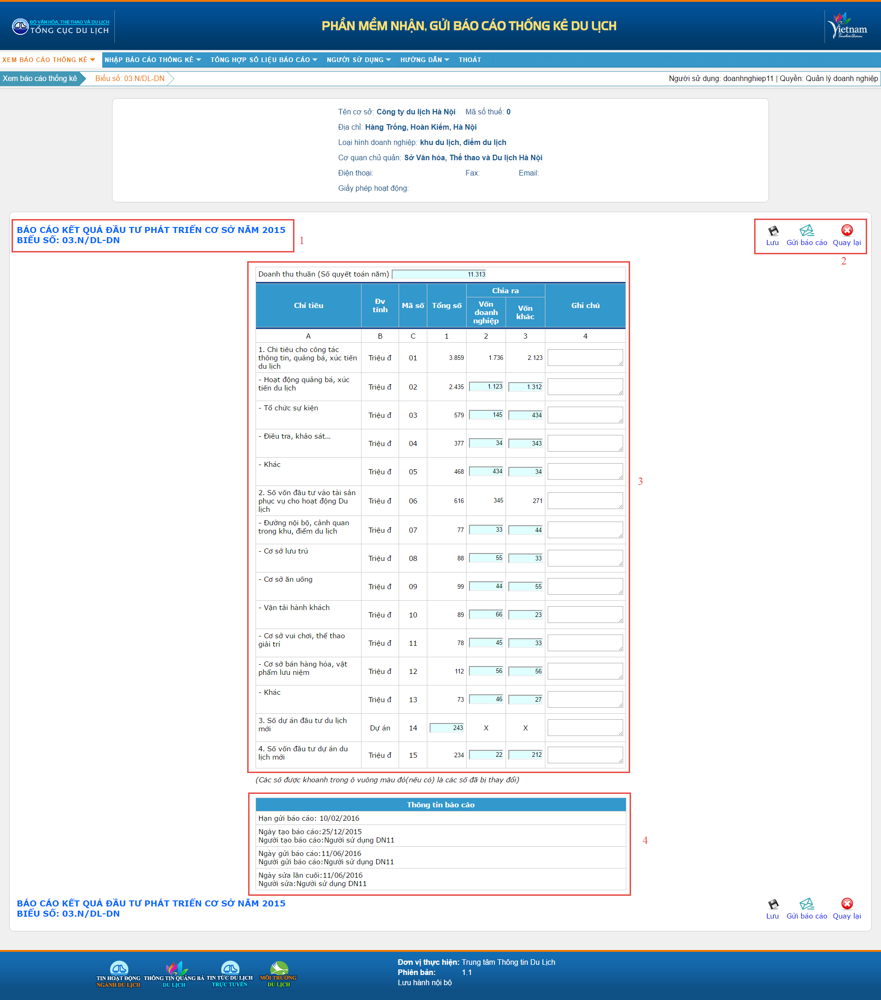 BỘ VĂN HÓA, THỂ THAO VÀ DU LỊCH
TỔNG CỤC DU LỊCH
PHẦN MỀM NHẬN, GỬI BÁO CÁO THỐNG KÊ DU LỊCH
Vietnam
Timeless Charm
XEM BÁO CÁO THỐNG KÊ NHẬP BÁO CÁO THỐNG KÊ TỔNG HỢP SỐ LIỆU BÁO CÁO NGƯỜI SỬ DỤNG HƯỚNG DẪN THOÁT
Xem báo cáo thống kê Biểu số: 03.N/DL-DN Người sử dụng: doanhnghiep11 | Quyền: Quản lý doanh nghiệp
Tên cơ sở: Công ty du lịch Hà Nội Mã số thuế: 0
Địa chỉ: Hàng Trống, Hoàn Kiếm, Hà Nội
Loại hình doanh nghiệp: khu du lịch, điểm du lịch
Cơ quan chủ quản: Sở Văn hóa, Thể thao và Du lịch Hà Nội
Điện thoại: Fax: Email:
Giấy phép hoạt động:
BÁO CÁO KẾT QUẢ ĐẦU TƯ PHÁT TRIỂN CƠ SỞ NĂM 2015
BIỂU SỐ: 03.N/DL-DN
1
Lưu Gửi báo cáo Quay lại
2
Doanh thu thuần (Số quyết toán năm) 11.313
Chỉ tiêu Đv tính Mã số Tổng số Chia ra Ghi chú
Vốn doanh nghiệp Vốn khác
A B C 1 2 3 4
1. Chi tiêu cho công tác thông tin, quảng bá, xúc tiến du lịch Triệu đ 01 3.859 1.736 2.123
- Hoạt động quảng bá, xúc tiến du lịch Triệu đ 02 2.435 1.123 1.312
- Tổ chức sự kiện Triệu đ 03 579 145 434
- Điều tra, khảo sát... Triệu đ 04 377 34 343
- Khác Triệu đ 05 468 434 34
3
2. Số vốn đầu tư vào tài sản phục vụ cho hoạt động Du lịch Triệu đ 06 616 345 271
- Đường nội bộ, cảnh quan trong khu, điểm du lịch Triệu đ 07 77 33 44
- Cơ sở lưu trú Triệu đ 08 88 55 33
- Cơ sở ăn uống Triệu đ 09 99 44 55
- Vận tải hành khách Triệu đ 10 89 66 23
- Cơ sở vui chơi, thể thao giải trí Triệu đ 11 78 45 33
- Cơ sở bán hàng hóa, vật phẩm lưu niệm Triệu đ 12 112 56 56
- Khác Triệu đ 13 73 46 27
3. Số dự án đầu tư du lịch mới Dự án 14 243 X X
4. Số vốn đầu tư dự án du lịch mới Triệu đ 15 234 22 212
(Các số được khoanh trong ô vuông màu đỏ(nếu có) là các số đã bị thay đổi)
Thông tin báo cáo
Hạn gửi báo cáo: 10/02/2016
Ngày tạo báo cáo:25/12/2015
Người tạo báo cáo:Người sử dụng DN11
4
Ngày gửi báo cáo:11/06/2016
Người gửi báo cáo:Người sử dụng DN11
Ngày sửa lần cuối:11/06/2016
Người sửa:Người sử dụng DN11
BÁO CÁO KẾT QUẢ ĐẦU TƯ PHÁT TRIỂN CƠ SỞ NĂM 2015
BIỂU SỐ: 03.N/DL-DN
Lưu Gửi báo cáo Quay lại
TIN HOẠT ĐỘNG
NGÀNH DU LỊCH
THÔNG TIN QUẢNG BÁ
DU LỊCH
TIN TỨC DU LỊCH
TRỰC TUYẾN
MÔI TRƯỜNG
DU LỊCH
Đơn vị thực hiện: Trung tâm Thông tin Du Lịch
Phiên bản: 1.1
Lưu hành nội bộ